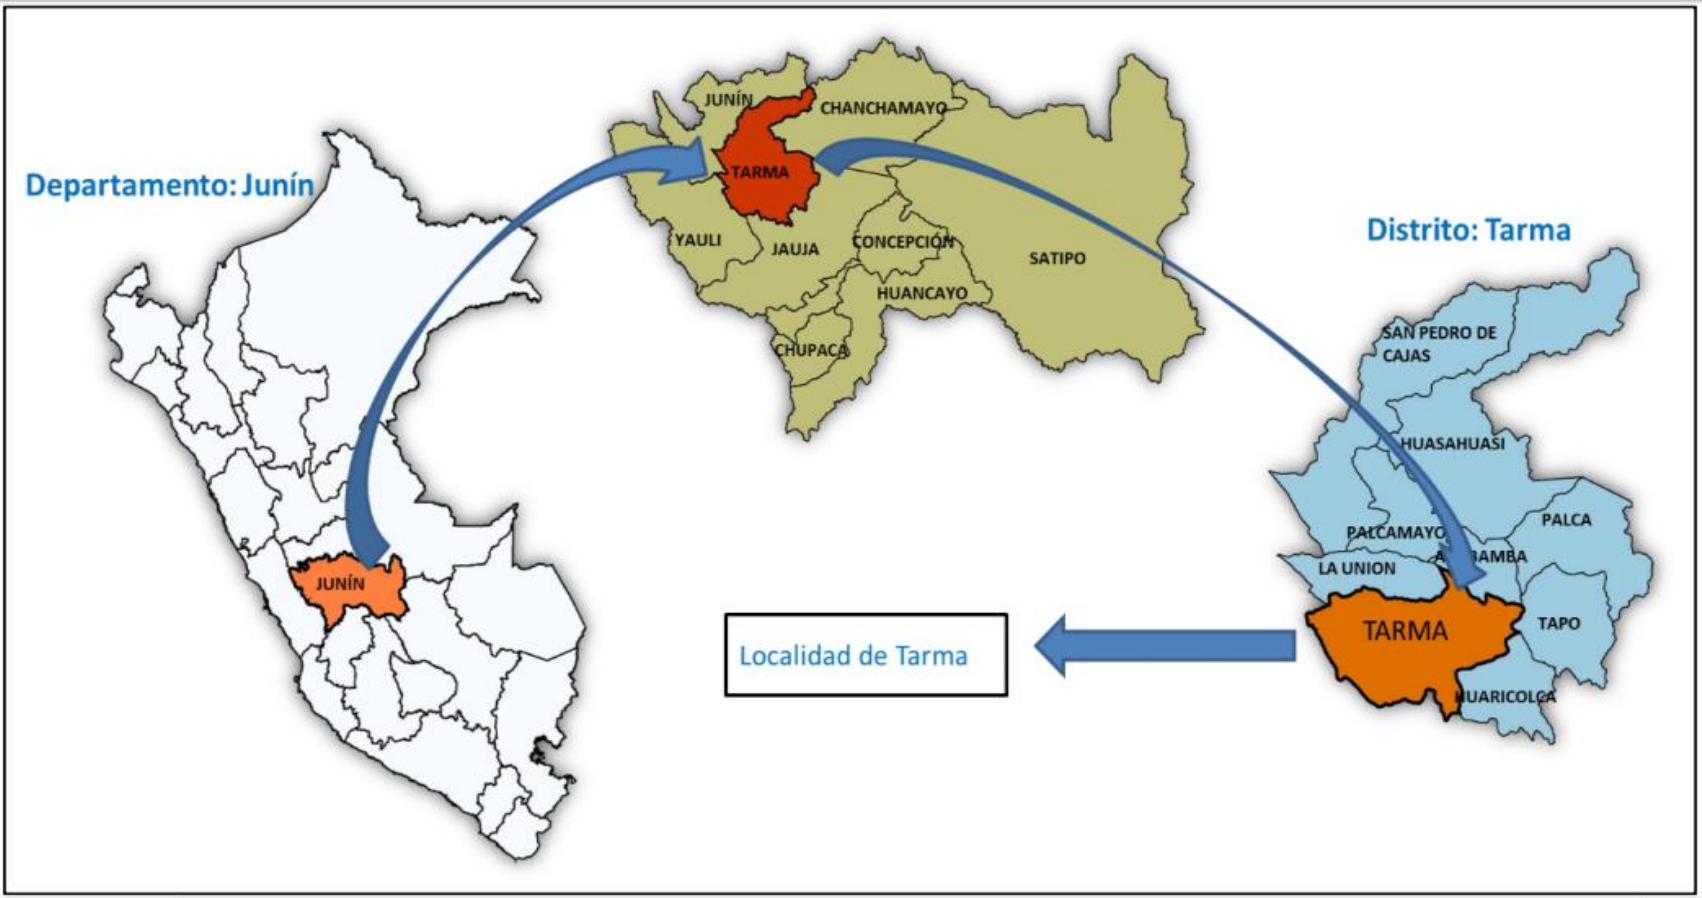 Departamento: Junín
JUNÍN
JUNÍN
CHANCHAMAYO
TARMA
YAULI
JAUJA
CONCEPCIÓN
SATIPO
HUANCAYO
CHUPACA
Distrito: Tarma
SAN PEDRO DE
CAJAS
HUASAHUASI
PALCA
PALCAMAYO
LA UNION
TARMA
TAPO
Localidad de Tarma